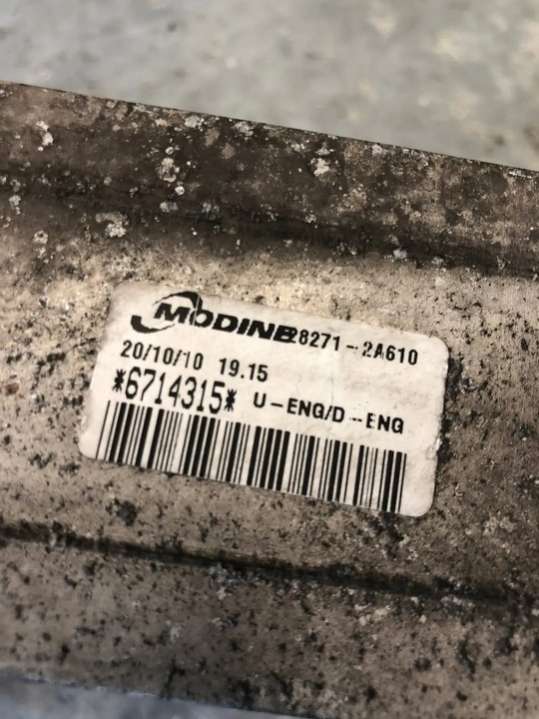 MODINE 28271-2A610
20/10/10 19.15
*6714315* U-ENG/D-ENG